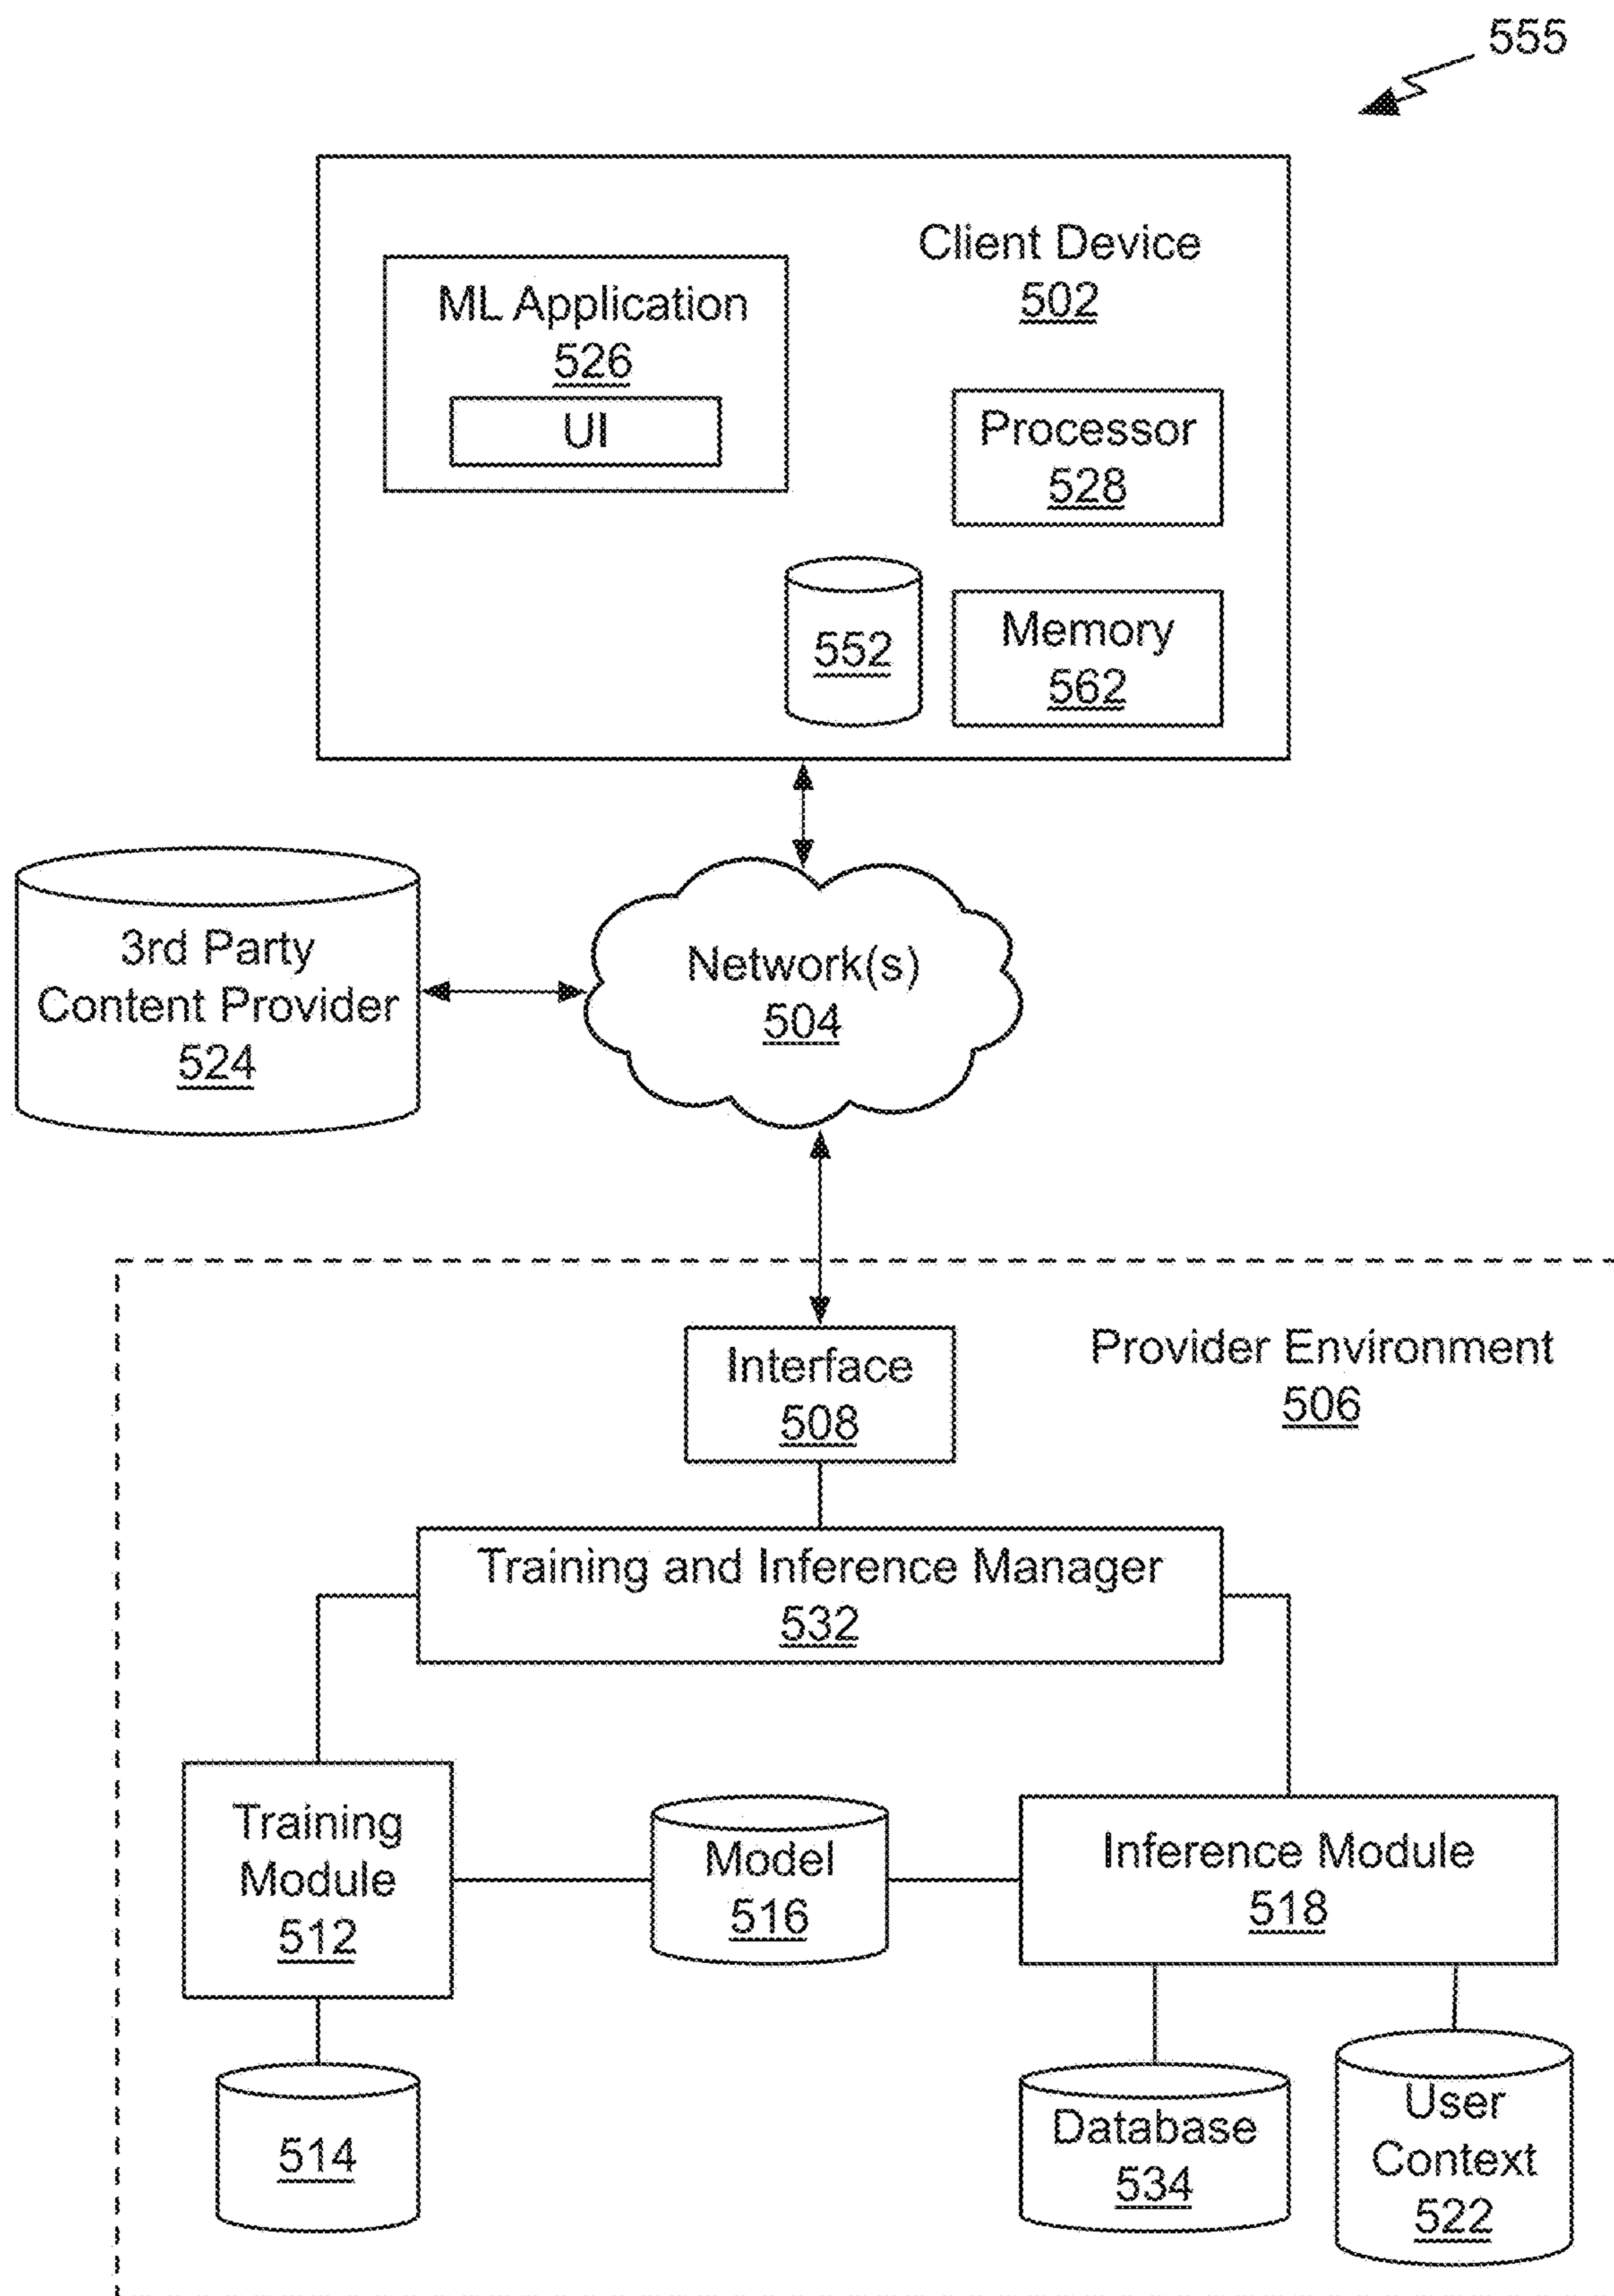 555
Client Device
502
ML Application
526
UI
Processor
528
552
Memory
562
3rd Party
Content Provider
524
Network(s)
504
Interface
508
Provider Environment
506
Training and Inference Manager
532
Training
Module
512
Model
516
Inference Module
518
514
Database
534
User
Context
522